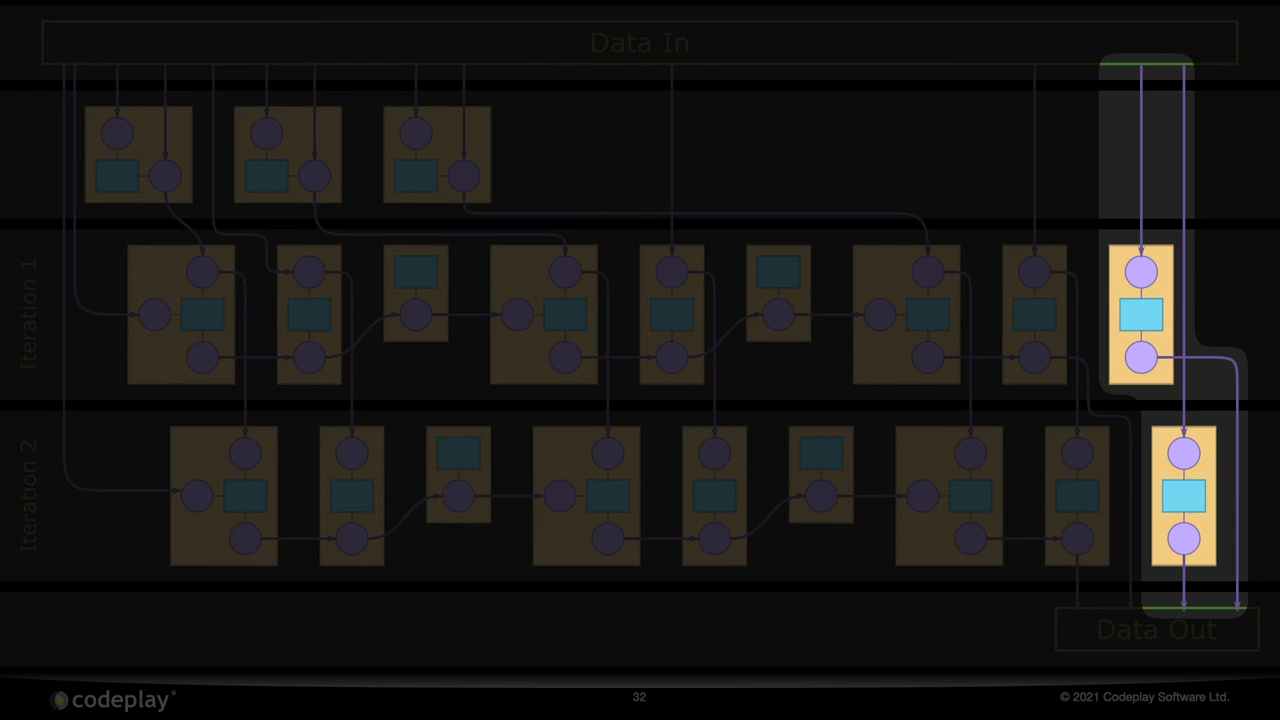 Data In
Iteration 1
Iteration 2
Data Out
codeplay®
32
© 2021 Codeplay Software Ltd.